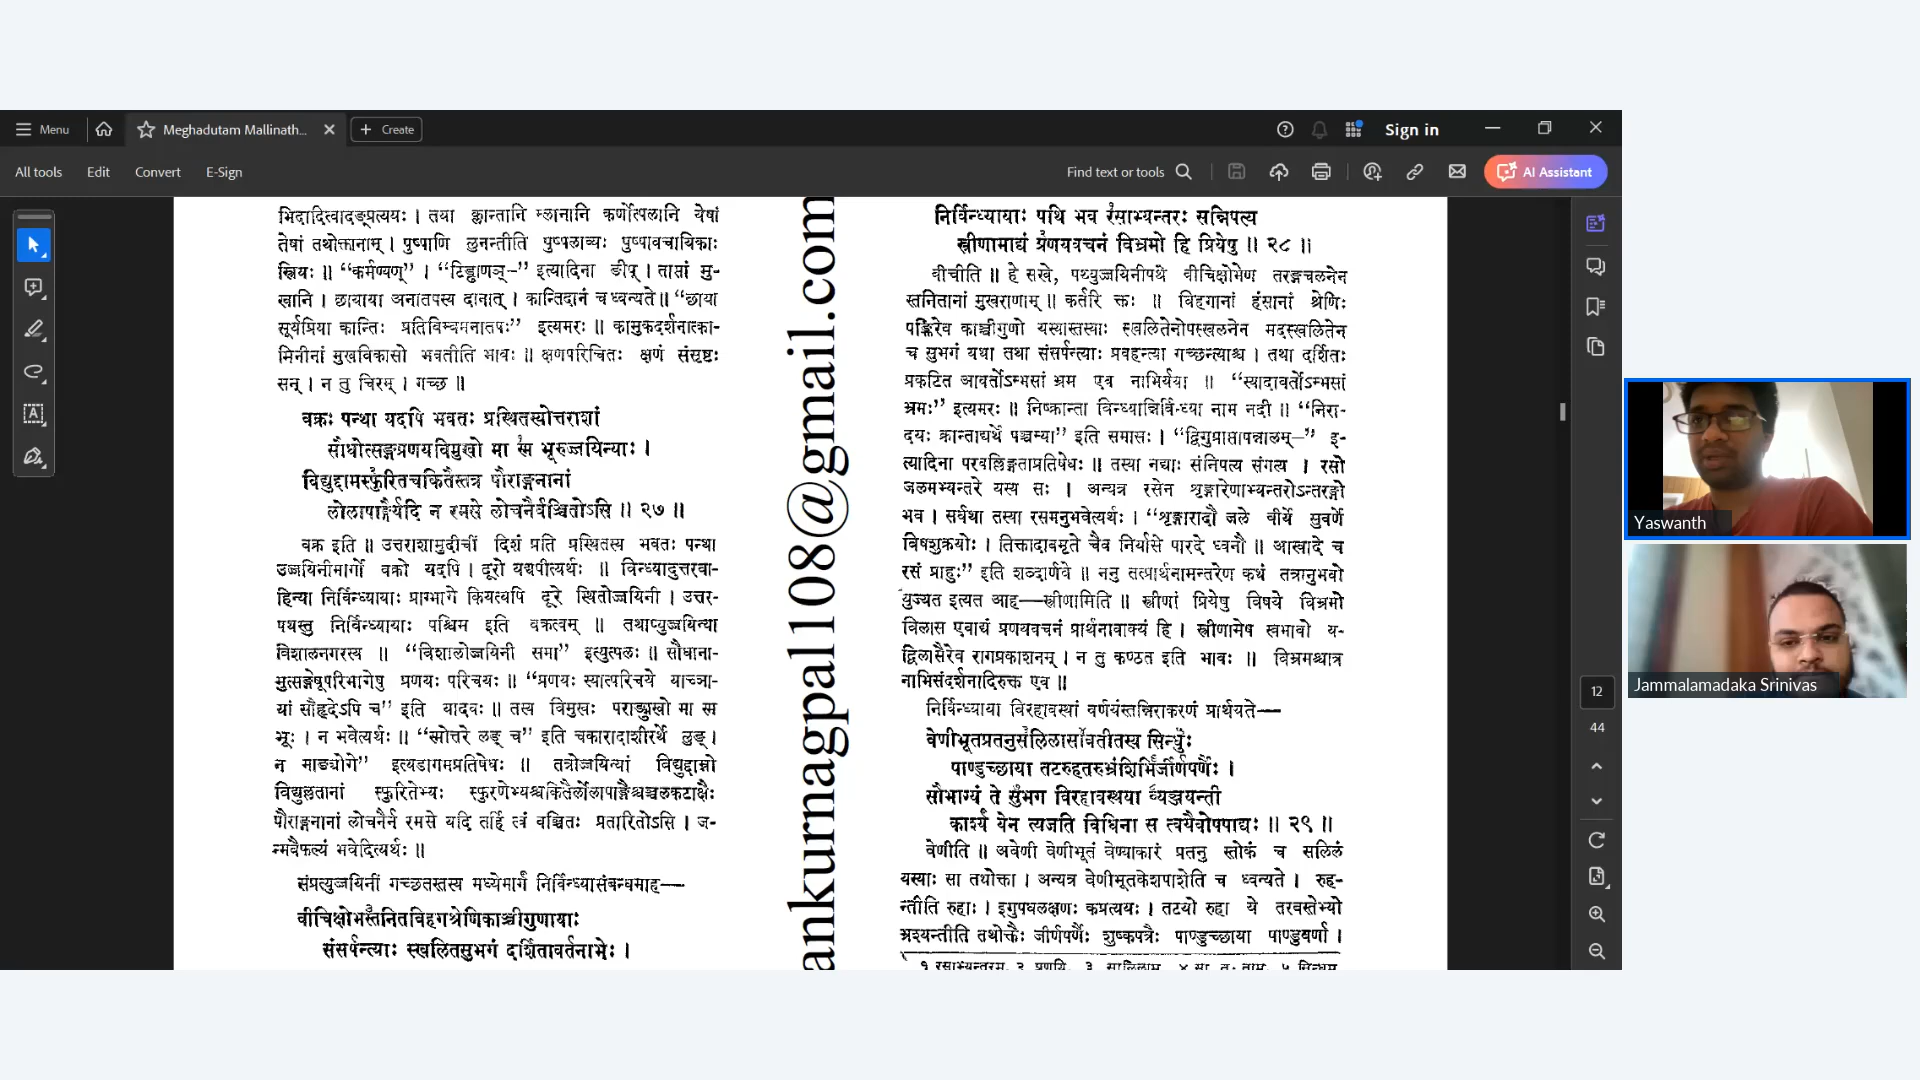 Menu
Meghadutam Mallinath...
Create
Sign in
All tools
Edit
Convert
E-Sign
Find text or tools
AI Assistant
भिदादित्वादङ्प्रत्ययः । तथा क्लान्तानि म्लानानि कर्णोत्पलानि येषां
तेषां तथोक्तानाम् । पुष्पाणि लुनन्तीति पुष्पलाव्यः पुष्पावचायिकाः
स्त्रियः ॥ “कर्मण्यण्” । “टिड्ढाणञ्–” इत्यादिना ङीप् । तासां मु-
खानि । छायाया अनातपस्य दानात् । कान्तिदानं च ध्वन्यते ॥ “छाया
सूर्यप्रिया कान्तिः प्रतिबिम्बमनातपः” इत्यमरः ॥ कामुकदर्शनात्का-
मिनीनां मुखविकासो भवतीति भावः ॥ क्षणपरिचितः क्षणं संसृष्टः
सन् । न तु चिरम् । गच्छ ॥
वक्रः पन्था यदपि भवतः प्रस्थितस्योत्तराशां
सौधोत्सङ्गप्रणयविमुखो मा स्म भूरुज्जयिन्याः ।
विद्युद्दामस्फुरितचकितैस्तत्र पौराङ्गनानां
लोलापाङ्गैर्यदि न रमसे लोचनैर्वञ्चितोऽसि ॥ २७ ॥
वक्र इति ॥ उत्तराशामुदीचीं दिशं प्रति प्रस्थितस्य भवतः पन्था
उज्जयिनीमार्गो वक्रो यदपि । दूरो यद्यपीत्यर्थः ॥ विन्ध्यादुत्तरवा-
हिन्या निर्विन्ध्यायाः प्राग्भागे कियत्यपि दूरे स्थितोज्जयिनी । उत्तर-
पथस्तु निर्विन्ध्यायाः पश्चिम इति वक्रत्वम् ॥ तथाप्युज्जयिन्या
विशालनगरस्य ॥ “विशालोज्जयिनी समा” इत्युत्पलः ॥ सौधाना-
मुत्सङ्गेषूपरिभागेषु प्रणयः परिचयः ॥ “प्रणयः स्यात्परिचये याच्ञा-
यां सौहृदेऽपि च” इति यादवः ॥ तस्य विमुखः पराङ्मुखो मा स्म
भूः । न भवेत्यर्थः ॥ “स्मोत्तरे लङ् च” इति चकारादाशीरर्थे लुङ् ।
न माङ्योगे” इत्यडागमप्रतिषेधः ॥ तत्रोज्जयिन्यां विद्युद्दाम्नो
विद्युल्लतानां स्फुरितेभ्यः स्फुरणेभ्यश्चकितैर्लोलापाङ्गैश्चञ्चलकटाक्षैः
पौराङ्गनानां लोचनैर्न रमसे यदि तर्हि त्वं वञ्चितः प्रतारितोऽसि । ज-
न्मवैफल्यं भवेदित्यर्थः ॥
संप्रत्युज्जयिनीं गच्छतस्तस्य मध्येमार्गं निर्विन्ध्यासंबन्धमाह—
वीचिक्षोभस्तनितविहगश्रेणिकाञ्चीगुणायाः
संसर्पन्त्याः स्खलितसुभगं दर्शितावर्तनाभेः ।
ankurnagpal108@gmail.com
निर्विन्ध्यायाः पथि भव रसाभ्यन्तरः सन्निपत्य
स्त्रीणामाद्यं प्रणयवचनं विभ्रमो हि प्रियेषु ॥ २८ ॥
वीचीति ॥ हे सखे, पथ्युज्जयिनीपथे वीचिक्षोभेण तरङ्गचलनेन
स्तनितानां मुखराणाम् ॥ कर्तरि क्तः ॥ विहगानां हंसानां श्रेणिः
पङ्क्तिरेव काञ्चीगुणो यस्यास्तस्याः स्खलितेनोपस्खलनेन मदस्खलितेन
च सुभगं यथा तथा संसर्पन्त्याः प्रवहन्त्या गच्छन्त्याश्च । तथा दर्शितः
प्रकटित आवर्तोऽम्भसां भ्रम एव नाभिर्यया ॥ “स्यादावर्तोऽम्भसां
भ्रमः” इत्यमरः ॥ निष्क्रान्ता विन्ध्यान्निर्विन्ध्या नाम नदी ॥ “निरा-
दयः क्रान्ताद्यर्थे पञ्चम्या” इति समासः । “द्विगुप्राप्तापन्नालम्–” इ-
त्यादिना परवल्लिङ्गताप्रतिषेधः ॥ तस्या नद्याः संनिपत्य संगत्य । रसो
जलमभ्यन्तरे यस्य सः । अन्यत्र रसेन शृङ्गारेणाभ्यन्तरोऽन्तरङ्गो
भव । सर्वथा तस्या रसमनुभवेत्यर्थः । “शृङ्गारादौ जले वीर्ये सुवर्णे
विषशुक्रयोः । तिक्तादावमृते चैव निर्यासे पारदे ध्वनौ ॥ आस्वादे च
रसं प्राहुः” इति शब्दार्णवे ॥ ननु तत्प्रार्थनामन्तरेण कथं तत्रानुभवो
युज्यत इत्यत आह—स्त्रीणामिति ॥ स्त्रीणां प्रियेषु विषये विभ्रमो
विलास एवाद्यं प्रणयवचनं प्रार्थनावाक्यं हि । स्त्रीणामेष स्वभावो य-
द्विलासैरेव रागप्रकाशनम् । न तु कण्ठत इति भावः ॥ विभ्रमश्चात्र
नाभिसंदर्शनादिरुक्त एव ॥
निर्विन्ध्याया विरहावस्थां वर्णयंस्तन्निराकरणं प्रार्थयते—
वेणीभूतप्रतनुसलिलासावतीतस्य सिन्धुः
पाण्डुच्छाया तटरुहतरुभ्रंशिभिर्जीर्णपर्णैः ।
सौभाग्यं ते सुभग विरहावस्थया व्यञ्जयन्ती
कार्श्यं येन त्यजति विधिना स त्वयैवोपपाद्यः ॥ २९ ॥
वेणीति ॥ अवेणी वेणीभूतं वेण्याकारं प्रतनु स्तोकं च सलिलं
यस्याः सा तथोक्ता । अन्यत्र वेणीभूतकेशपाशेति च ध्वन्यते । रुह-
न्तीति रुहाः । इगुपधलक्षणः कप्रत्ययः । तटयो रुहा ये तरवस्तेभ्यो
भ्रश्यन्तीति तथोक्तैः जीर्णपर्णैः शुष्कपत्रैः पाण्डुच्छाया पाण्डुवर्णा ।
12
44
Yaswanth
Jammalamadaka Srinivas